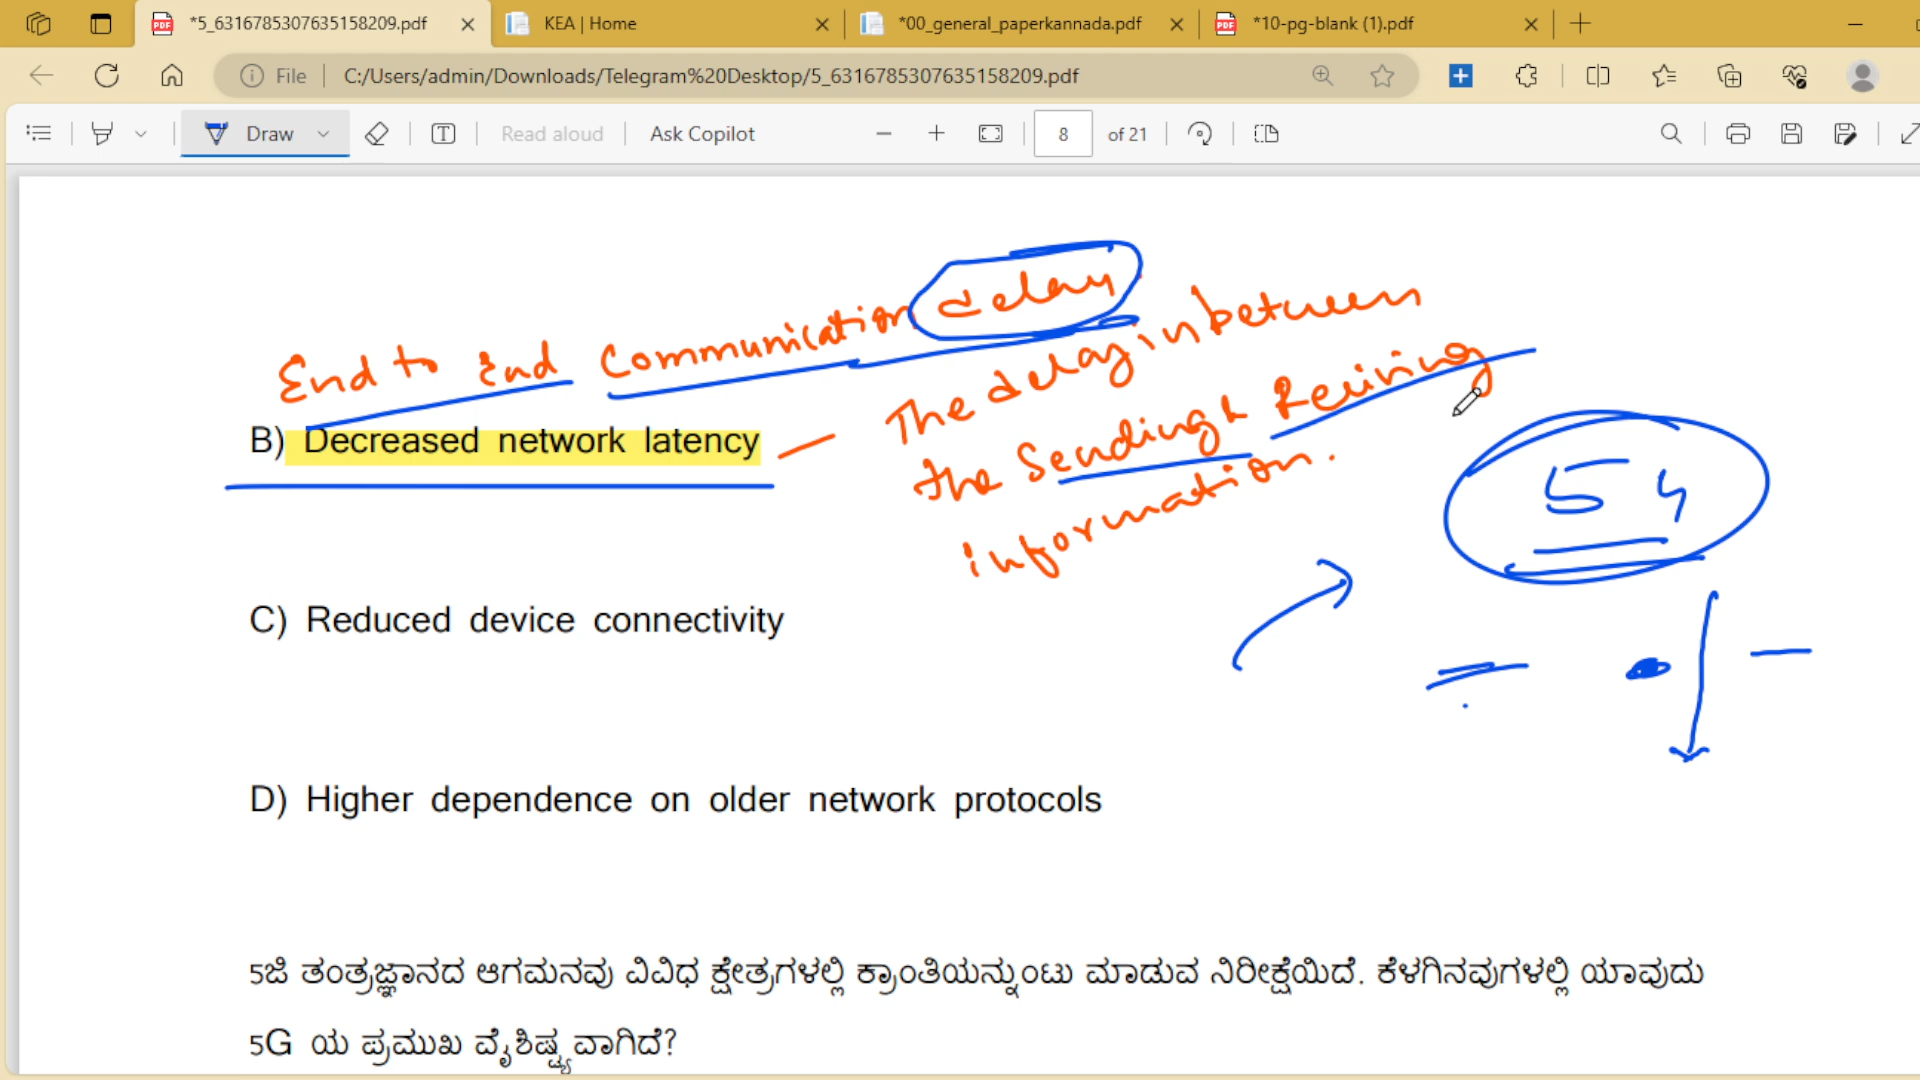 *5_6316785307635158209.pdf
KEA | Home
*00_general_paperkannada.pdf
*10-pg-blank (1).pdf
File
C:/Users/admin/Downloads/Telegram%20Desktop/5_6316785307635158209.pdf
Draw
Read aloud
Ask Copilot
8
of 21
End to End Communication delay
B) Decreased network latency
The delay in between
the Sending & Reciving
information.
54
C) Reduced device connectivity
D) Higher dependence on older network protocols
5ಜಿ ತಂತ್ರಜ್ಞಾನದ ಆಗಮನವು ವಿವಿಧ ಕ್ಷೇತ್ರಗಳಲ್ಲಿ ಕ್ರಾಂತಿಯನ್ನುಂಟು ಮಾಡುವ ನಿರೀಕ್ಷೆಯಿದೆ. ಕೆಳಗಿನವುಗಳಲ್ಲಿ ಯಾವುದು
5G ಯ ಪ್ರಮುಖ ವೈಶಿಷ್ಟ್ಯವಾಗಿದೆ?